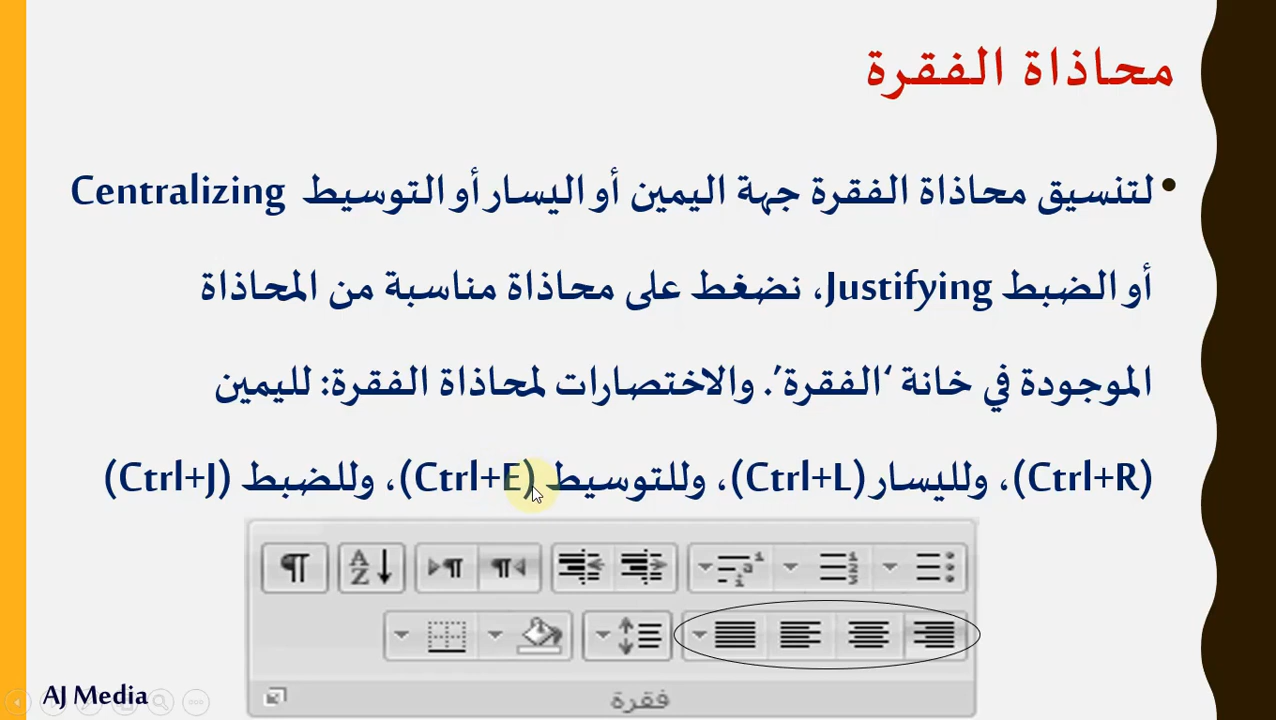 محاذاة الفقرة
• لتنسيق محاذاة الفقرة جهة اليمين أو اليسار أو التوسيط Centralizing
أو الضبط Justifying، نضغط على محاذاة مناسبة من المحاذاة
الموجودة في خانة ‘الفقرة’. والاختصارات لمحاذاة الفقرة: لليمين
(Ctrl+R)، ولليسار (Ctrl+L)، وللتوسيط (Ctrl+E)، وللضبط (Ctrl+J)
فقرة
AJ Media